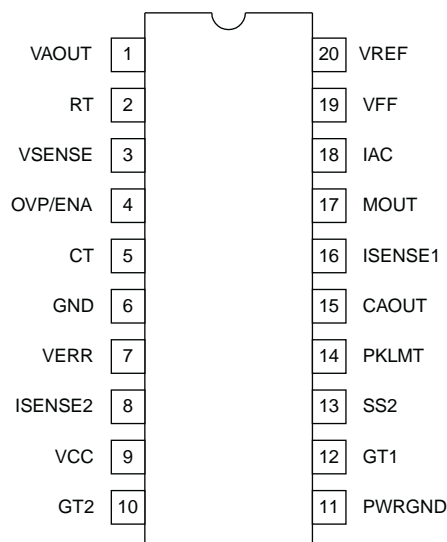 VAOUT 1 20 VREF
RT 2 19 VFF
VSENSE 3 18 IAC
OVP/ENA 4 17 MOUT
CT 5 16 ISENSE1
GND 6 15 CAOUT
VERR 7 14 PKLMT
ISENSE2 8 13 SS2
VCC 9 12 GT1
GT2 10 11 PWRGND